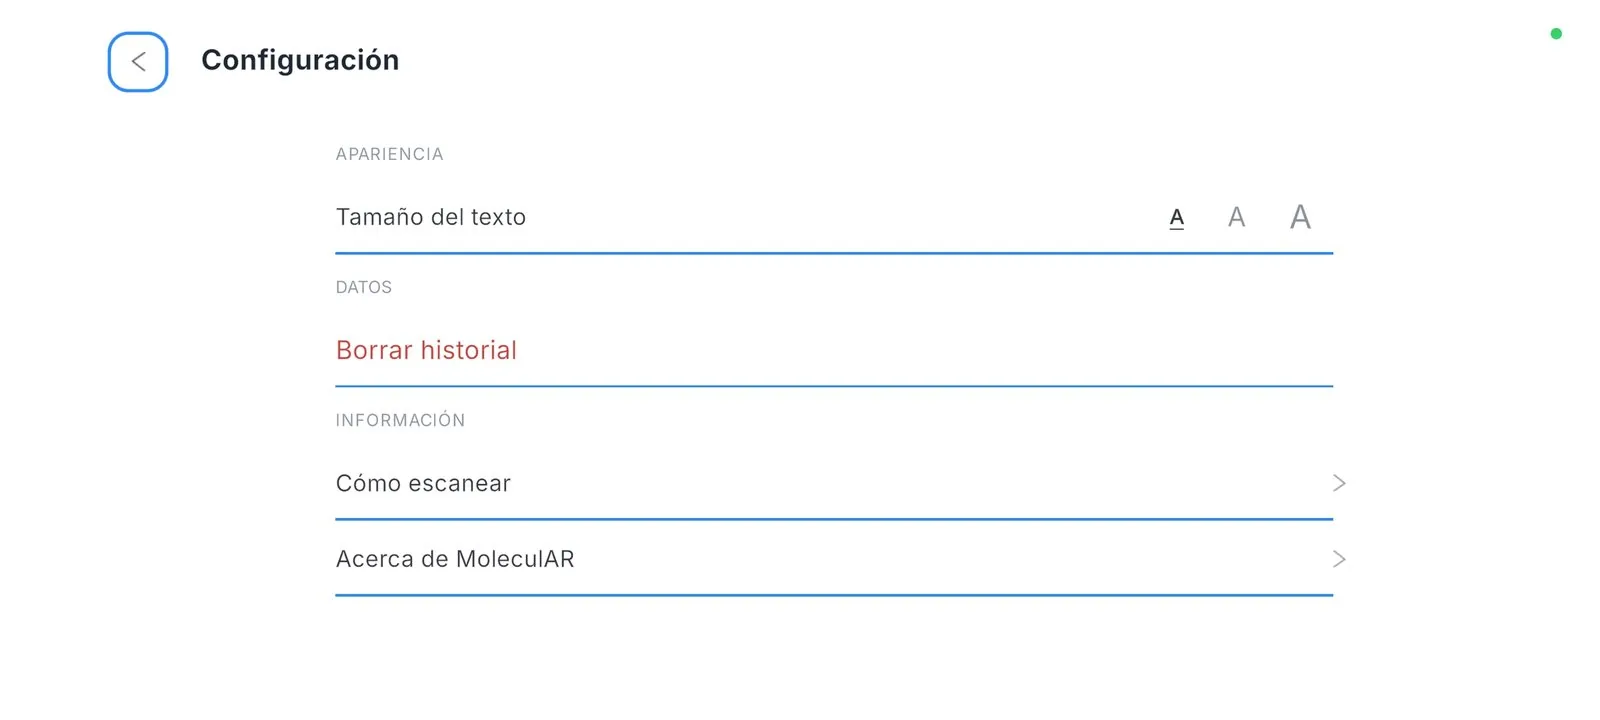 Configuración
APARIENCIA
Tamaño del texto A A A
DATOS
Borrar historial
INFORMACIÓN
Cómo escanear
Acerca de MoleculAR